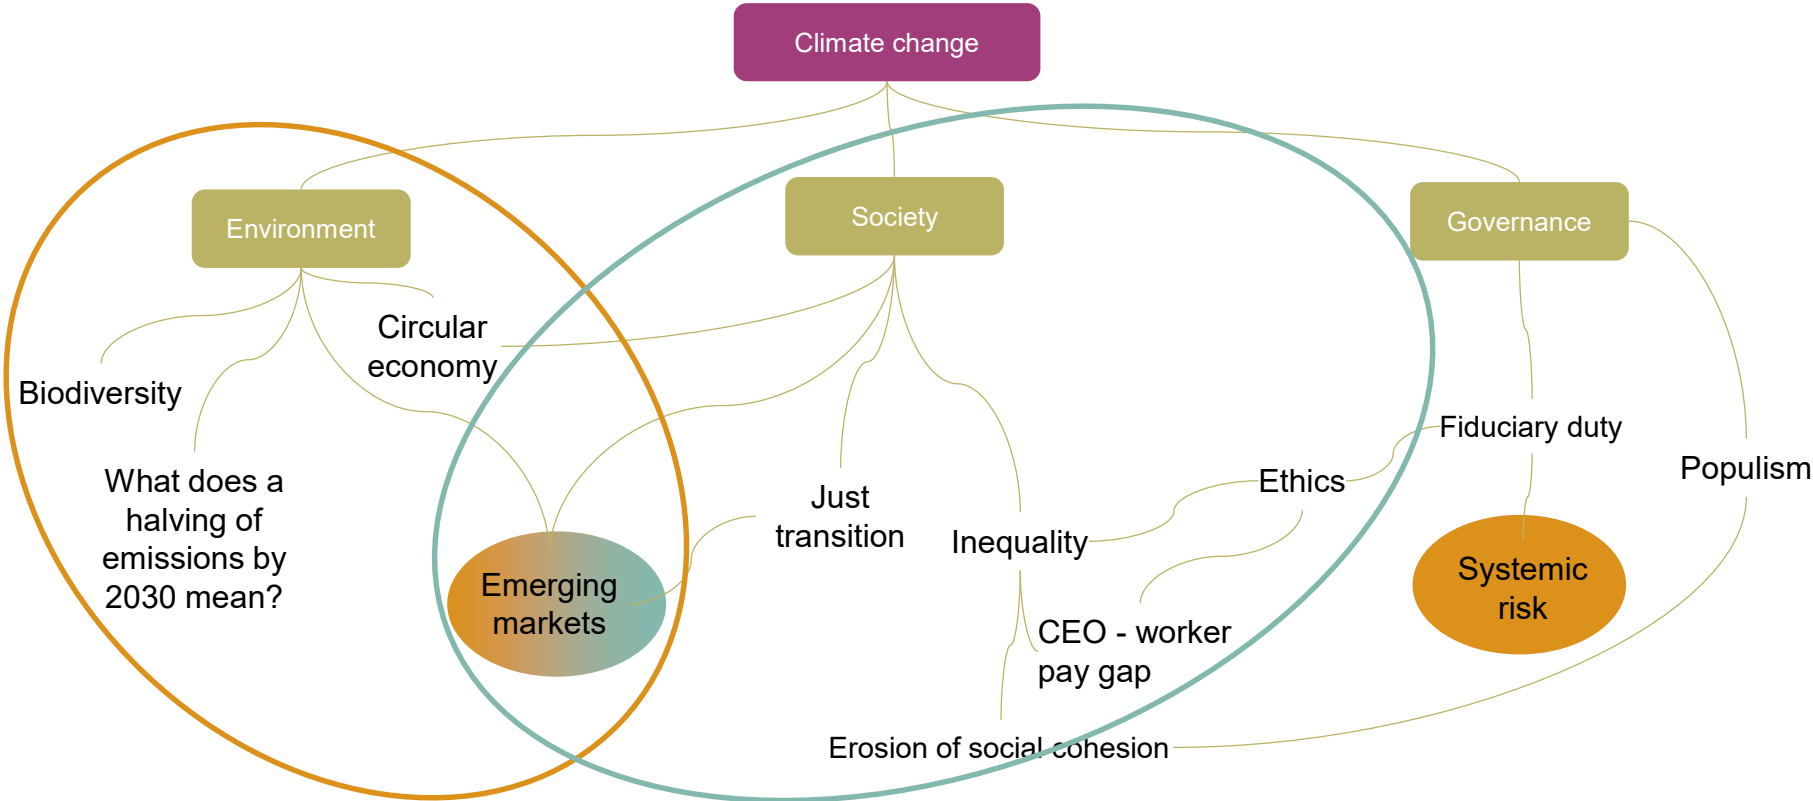 Climate change
Environment
Society
Governance
Circular
economy
Biodiversity
What does a
halving of
emissions by
2030 mean?
Emerging
markets
Just
transition
Inequality
Ethics
CEO - worker
pay gap
Erosion of social cohesion
Fiduciary duty
Populism
Systemic
risk